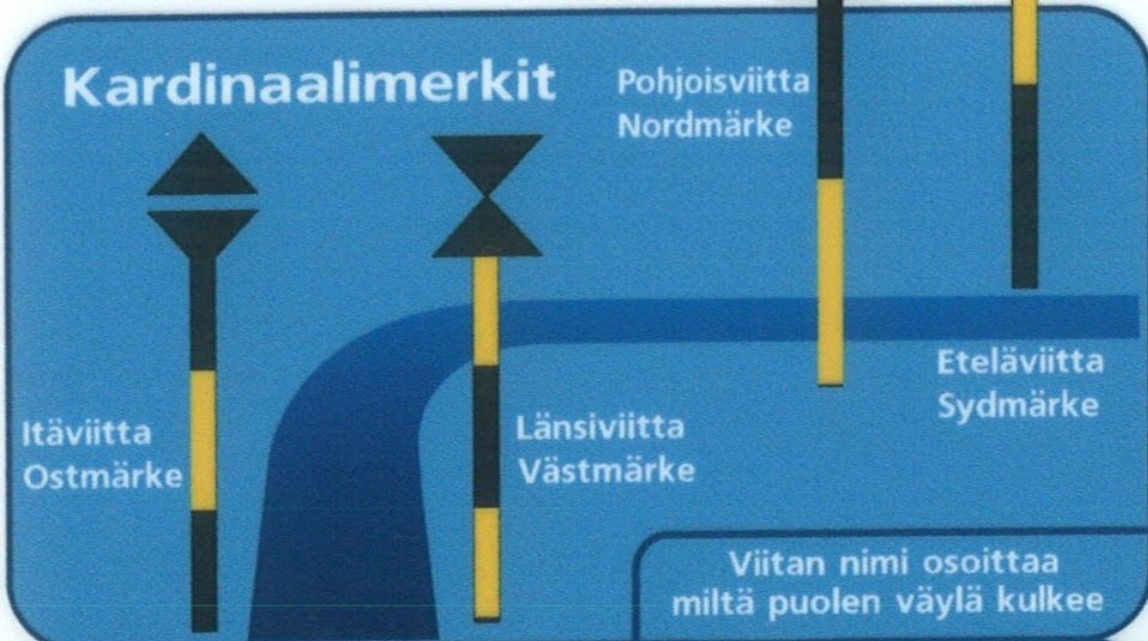 Kardinaalimerkit
Pohjoisviitta
Nordmärke
Itäviitta
Ostmärke
Länsiviitta
Västmärke
Eteläviitta
Sydmärke
Viitan nimi osoittaa
miltä puolen väylä kulkee